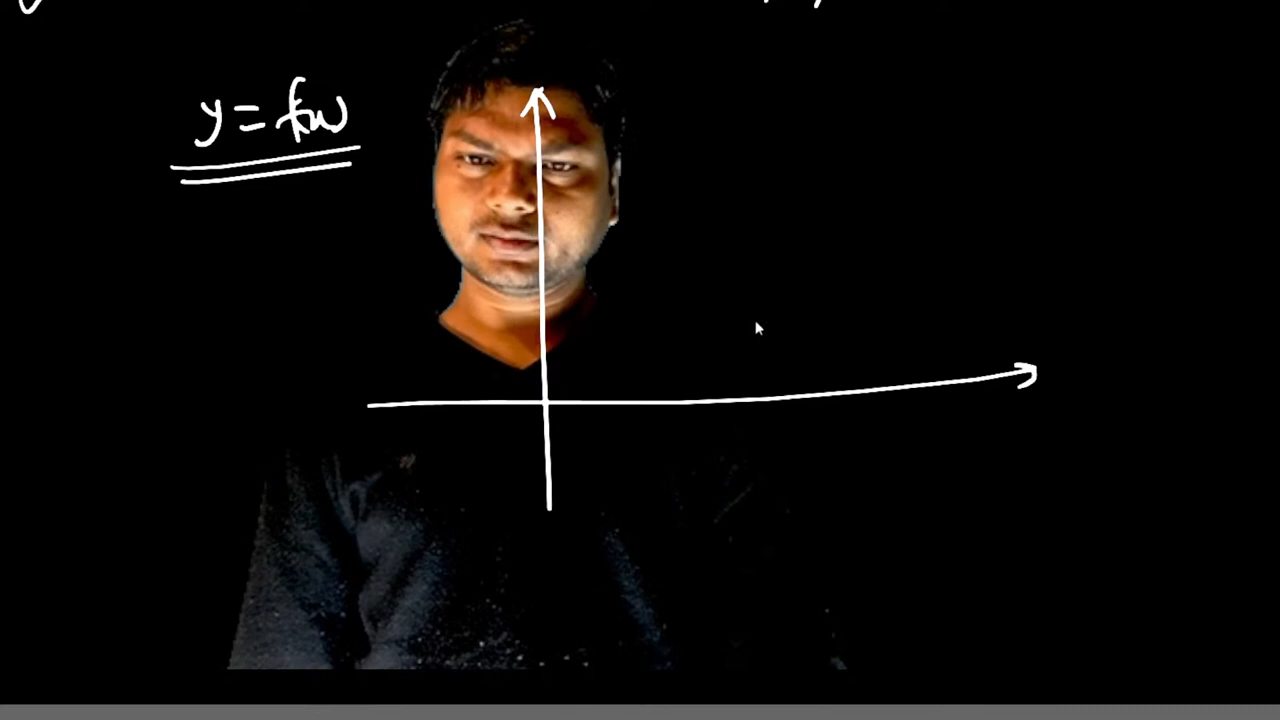 y = f(x)